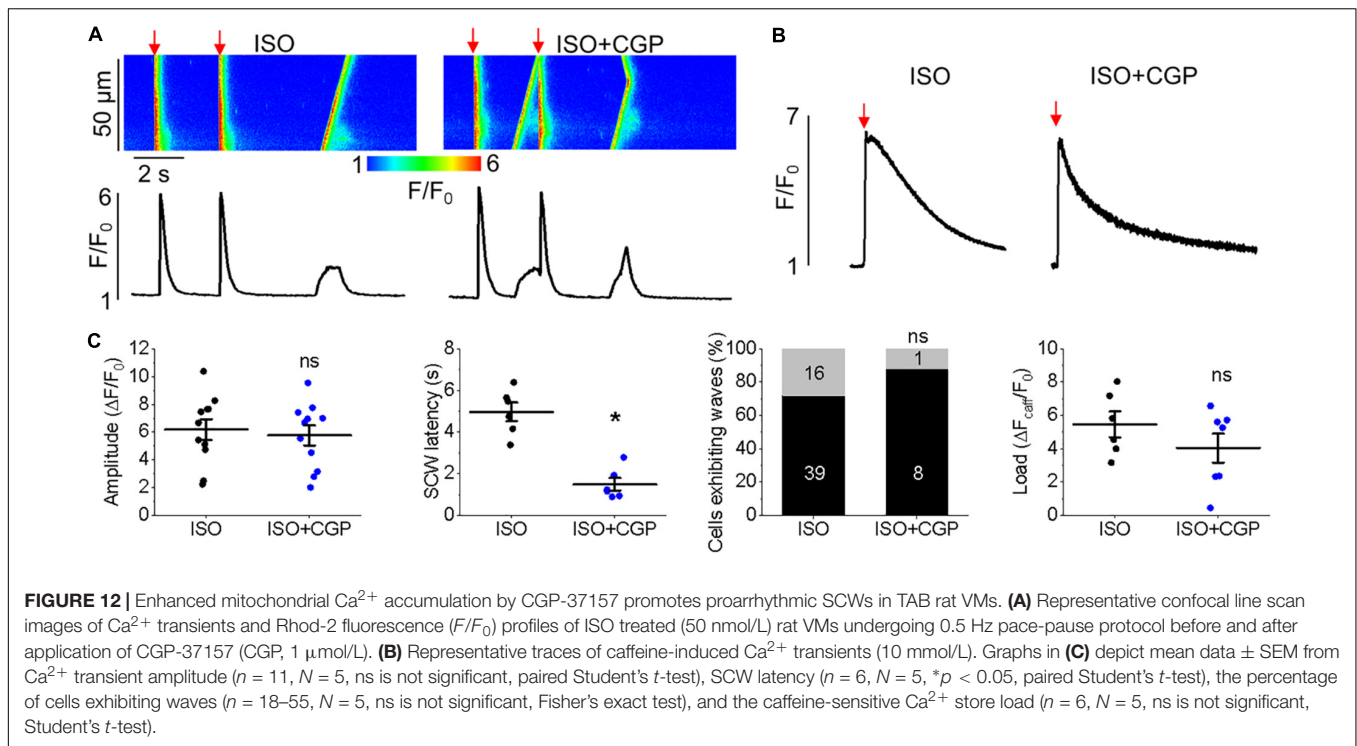 A
ISO
ISO+CGP
50 µm
2 s
1
6
F/F0
6
F/F0
1
B
ISO
ISO+CGP
7
F/F0
1
C
12
10
8
6
4
2
0
Amplitude (ΔF/F0)
ns
ISO
ISO+CGP
8
6
4
2
0
SCW latency (s)
*
ISO
ISO+CGP
100
80
60
40
20
0
Cells exhibiting waves (%)
ns
16
1
39
8
ISO
ISO+CGP
10
8
6
4
2
0
Load (ΔFcaff/F0)
ns
ISO
ISO+CGP
FIGURE 12 | Enhanced mitochondrial Ca2+ accumulation by CGP-37157 promotes proarrhythmic SCWs in TAB rat VMs. (A) Representative confocal line scan
images of Ca2+ transients and Rhod-2 fluorescence (F/F0) profiles of ISO treated (50 nmol/L) rat VMs undergoing 0.5 Hz pace-pause protocol before and after
application of CGP-37157 (CGP, 1 μmol/L). (B) Representative traces of caffeine-induced Ca2+ transients (10 mmol/L). Graphs in (C) depict mean data ± SEM from
Ca2+ transient amplitude (n = 11, N = 5, ns is not significant, paired Student's t-test), SCW latency (n = 6, N = 5, *p < 0.05, paired Student's t-test), the percentage
of cells exhibiting waves (n = 18–55, N = 5, ns is not significant, Fisher's exact test), and the caffeine-sensitive Ca2+ store load (n = 6, N = 5, ns is not significant,
Student's t-test).